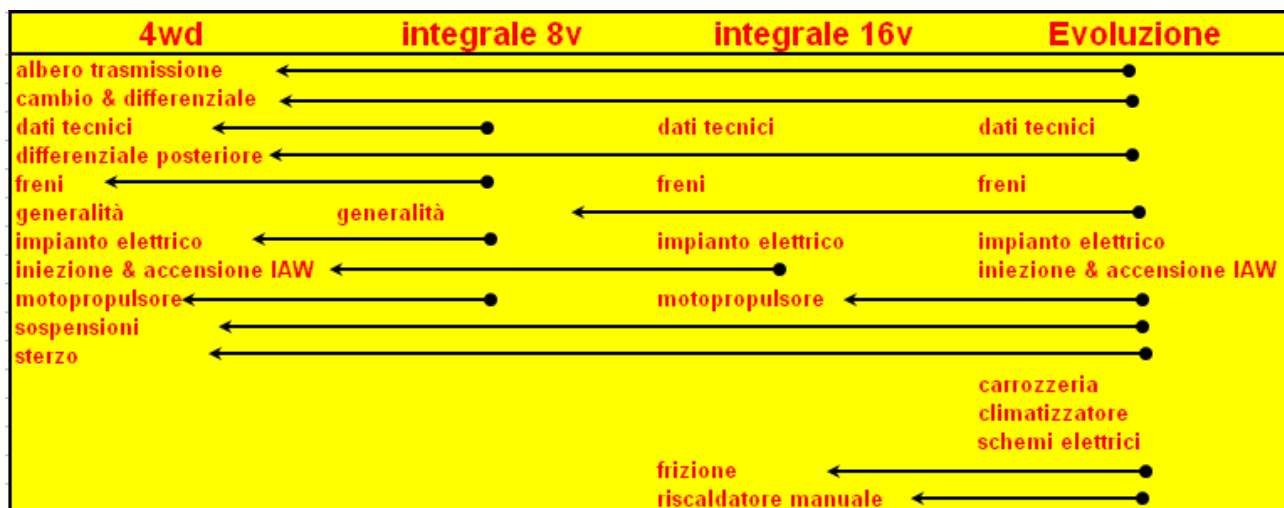 4wd integrale 8v integrale 16v Evoluzione
albero trasmissione
cambio & differenziale
dati tecnici dati tecnici dati tecnici
differenziale posteriore
freni freni freni
generalità generalità
impianto elettrico impianto elettrico impianto elettrico
iniezione & accensione IAW iniezione & accensione IAW
motopropulsore motopropulsore
sospensioni
sterzo
carrozzeria
climatizzatore
schemi elettrici
frizione
riscaldatore manuale